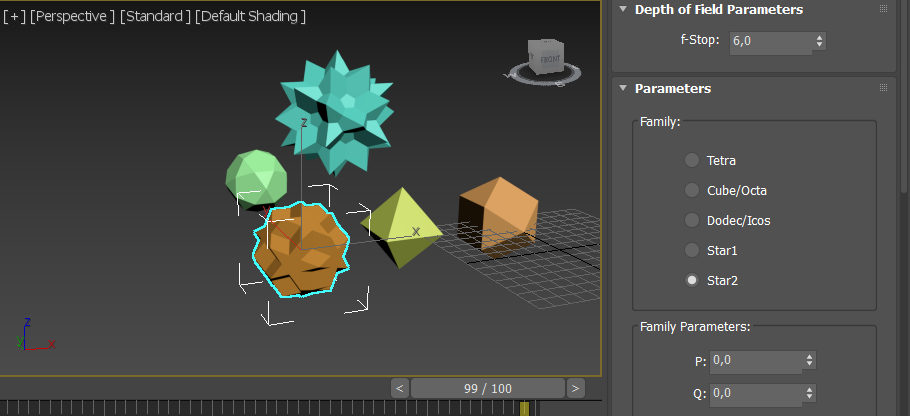 [+] [Perspective ] [Standard ] [Default Shading ]
FRONT
Z
X
Z
X
< 99 / 100 >
Depth of Field Parameters
f-Stop: 6,0
Parameters
Family:
Tetra
Cube/Octa
Dodec/Icos
Star1
Star2
Family Parameters:
P: 0,0
Q: 0,0